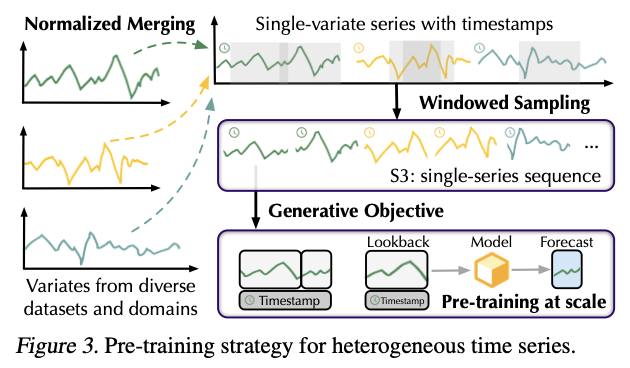 Normalized Merging
Single-variate series with timestamps
Windowed Sampling
...
S3: single-series sequence
Variates from diverse
datasets and domains
Generative Objective
Timestamp
Lookback
Timestamp
Model
Forecast
Pre-training at scale
Figure 3. Pre-training strategy for heterogeneous time series.